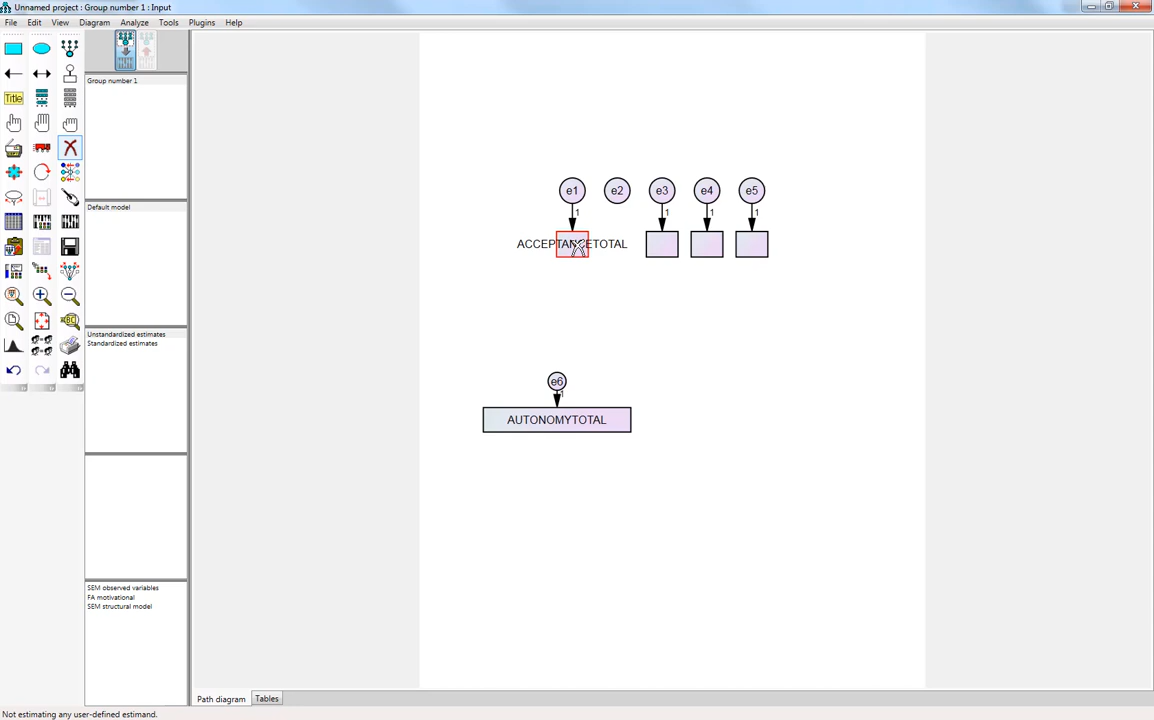 Unnamed project : Group number 1 : Input
File Edit View Diagram Analyze Tools Plugins Help
Title
Group number 1
Default model
Unstandardized estimates
Standardized estimates
SEM observed variables
FA motivational
SEM structural model
e1 e2 e3 e4 e5
1 1 1 1
ACCEPTANCETOTAL
e6
1
AUTONOMYTOTAL
Path diagram Tables
Not estimating any user-defined estimand.